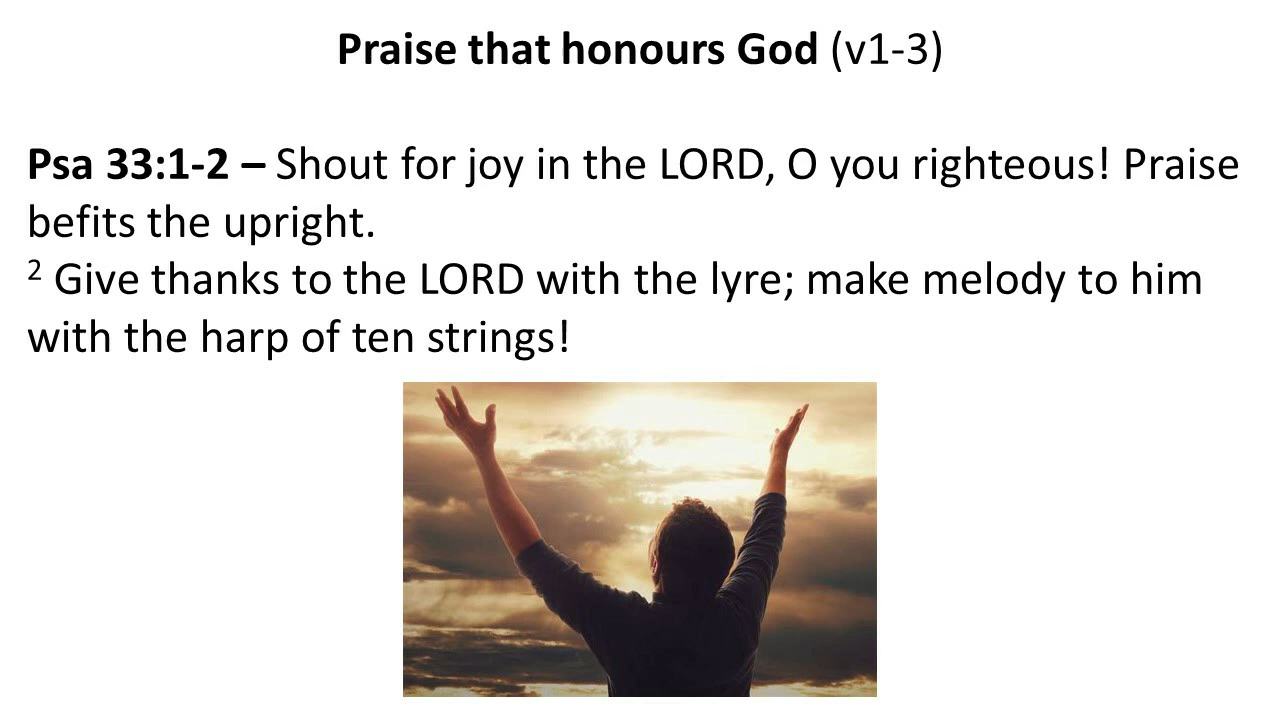 Praise that honours God (v1-3)
Psa 33:1-2 – Shout for joy in the LORD, O you righteous! Praise
befits the upright.
2 Give thanks to the LORD with the lyre; make melody to him
with the harp of ten strings!